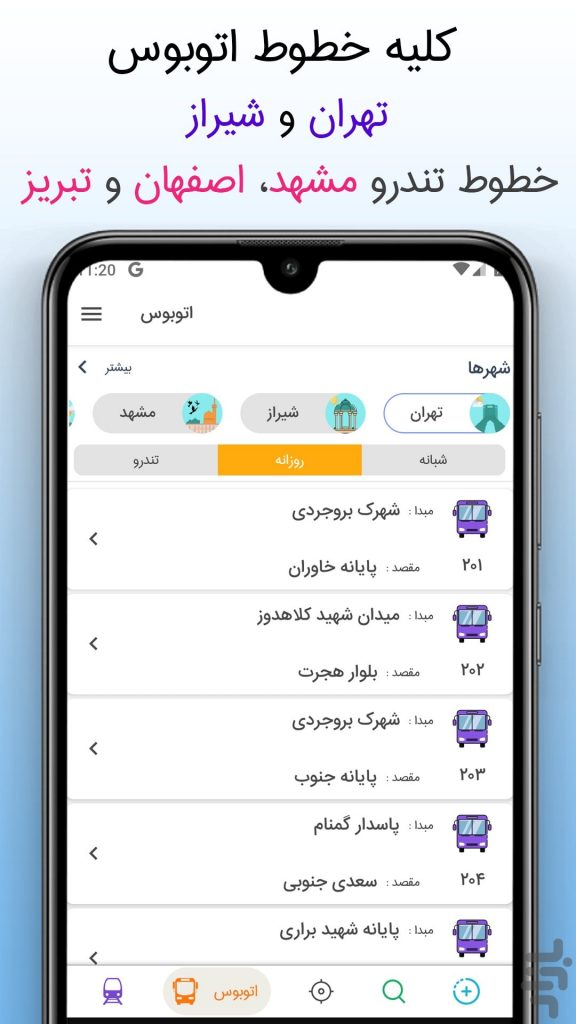 کلیه خطوط اتوبوس
تهران و شیراز
خطوط تندرو مشهد، اصفهان و تبریز
11:20
اتوبوس
شهرها
بیشتر
تهران
شیراز
مشهد
شبانه
روزانه
تندرو
مبدا : شهرک بروجردی
۲۰۱
مقصد : پایانه خاوران
مبدا : میدان شهید کلاهدوز
۲۰۲
مقصد : بلوار هجرت
مبدا : شهرک بروجردی
۲۰۳
مقصد : پایانه جنوب
مبدا : پاسدار گمنام
۲۰۴
مقصد : سعدی جنوبی
مبدا : پایانه شهید براری
اتوبوس
بازار